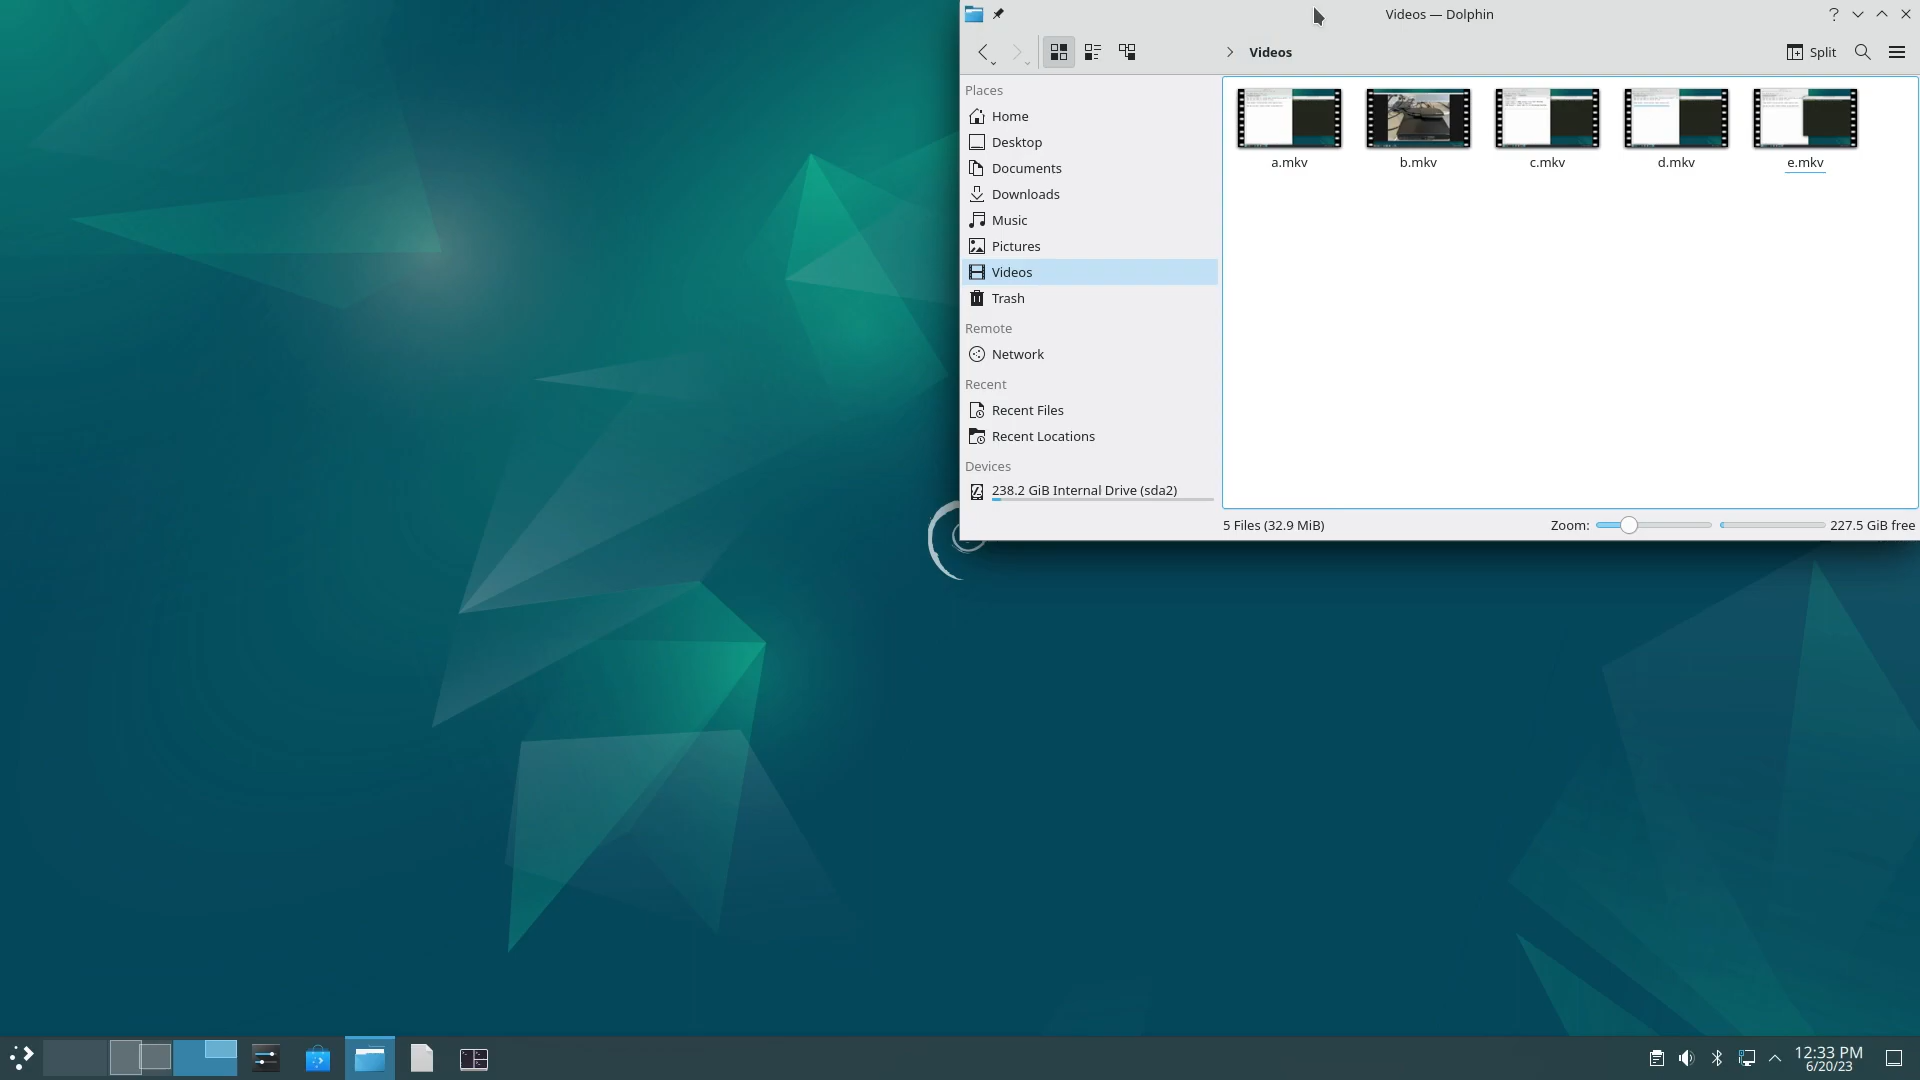 Videos — Dolphin
Videos
Split
Places
Home
Desktop
Documents
Downloads
Music
Pictures
Videos
Trash
Remote
Network
Recent
Recent Files
Recent Locations
Devices
238.2 GiB Internal Drive (sda2)
a.mkv
b.mkv
c.mkv
d.mkv
e.mkv
5 Files (32.9 MiB)
Zoom:
227.5 GiB free
12:33 PM
6/20/23